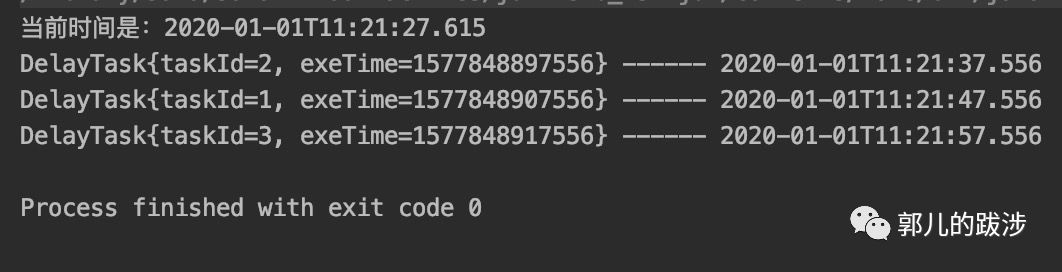 当前时间是：2020-01-01T11:21:27.615
DelayTask{taskId=2, exeTime=1577848897556} —————— 2020-01-01T11:21:37.556
DelayTask{taskId=1, exeTime=1577848907556} —————— 2020-01-01T11:21:47.556
DelayTask{taskId=3, exeTime=1577848917556} —————— 2020-01-01T11:21:57.556
Process finished with exit code 0
郭儿的跋涉